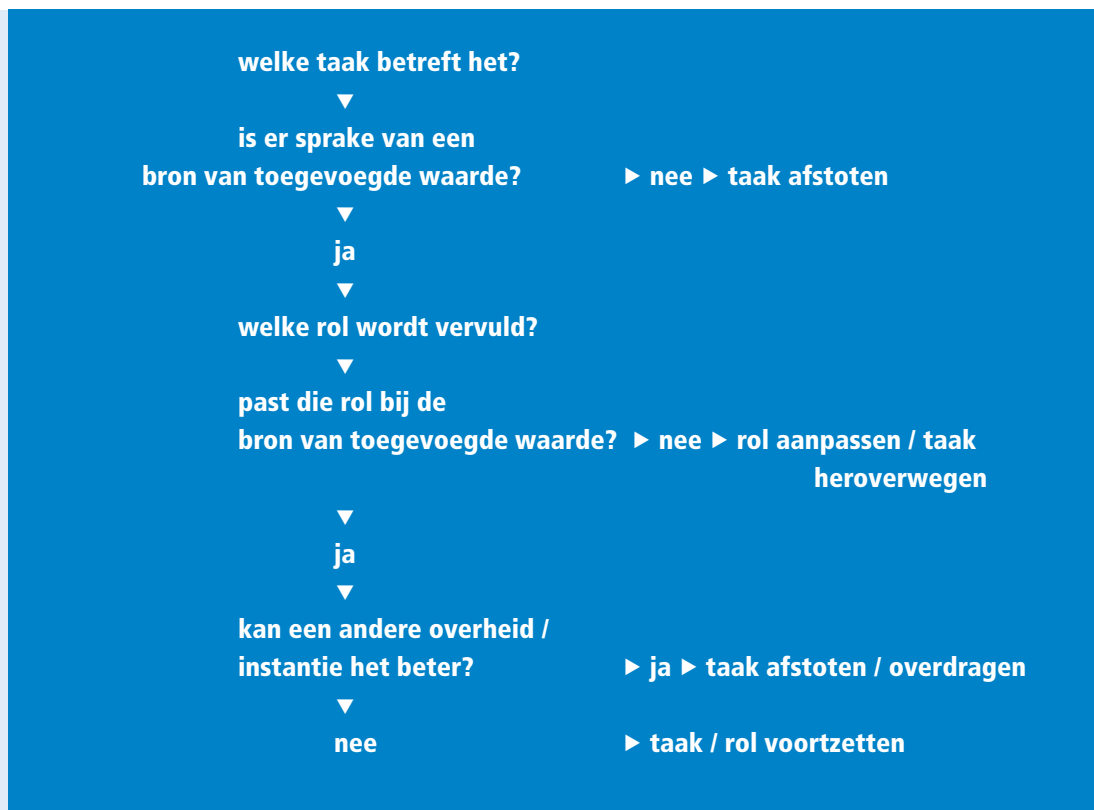 welke taak betreft het?
▼
is er sprake van een
bron van toegevoegde waarde? ▶ nee ▶ taak afstoten
▼
ja
▼
welke rol wordt vervuld?
▼
past die rol bij de
bron van toegevoegde waarde? ▶ nee ▶ rol aanpassen / taak
heroverwegen
▼
ja
▼
kan een andere overheid /
instantie het beter? ▶ ja ▶ taak afstoten / overdragen
▼
nee ▶ taak / rol voortzetten